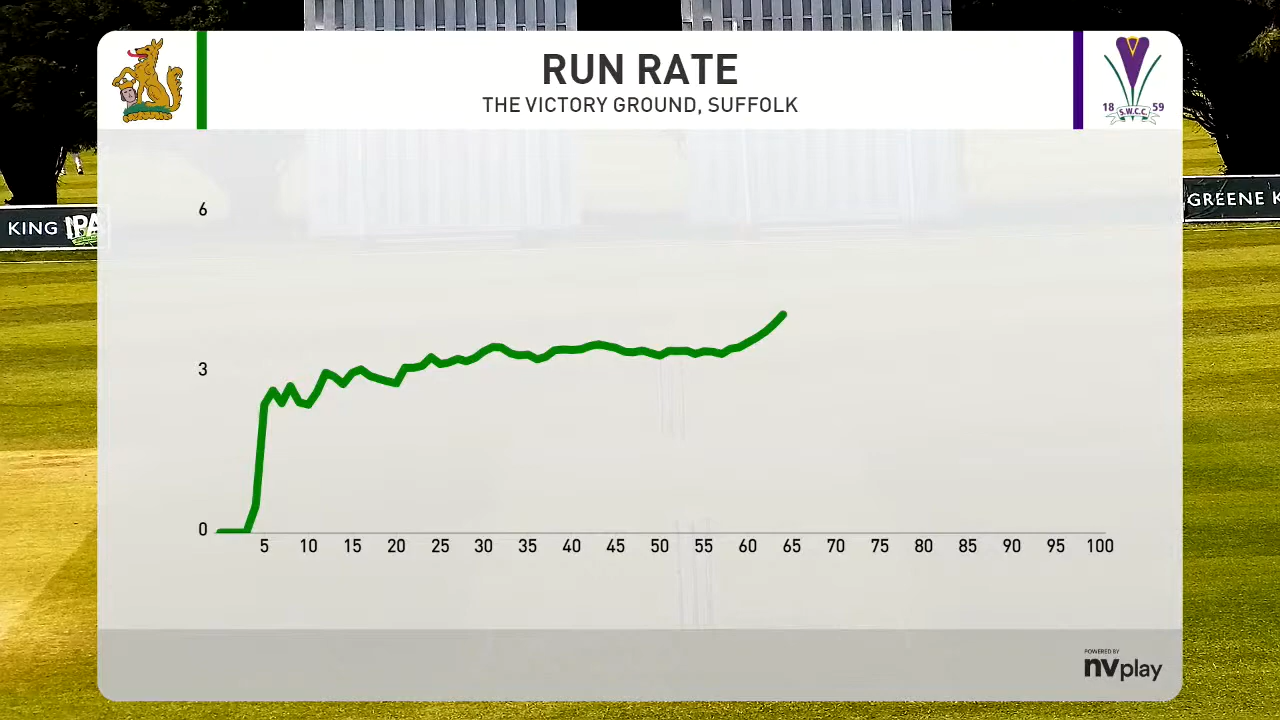 RUN RATE
THE VICTORY GROUND, SUFFOLK
18 S.W.C.C. 59
KING IPA
GREENE K
6
3
0
5 10 15 20 25 30 35 40 45 50 55 60 65 70 75 80 85 90 95 100
POWERED BY
nvplay